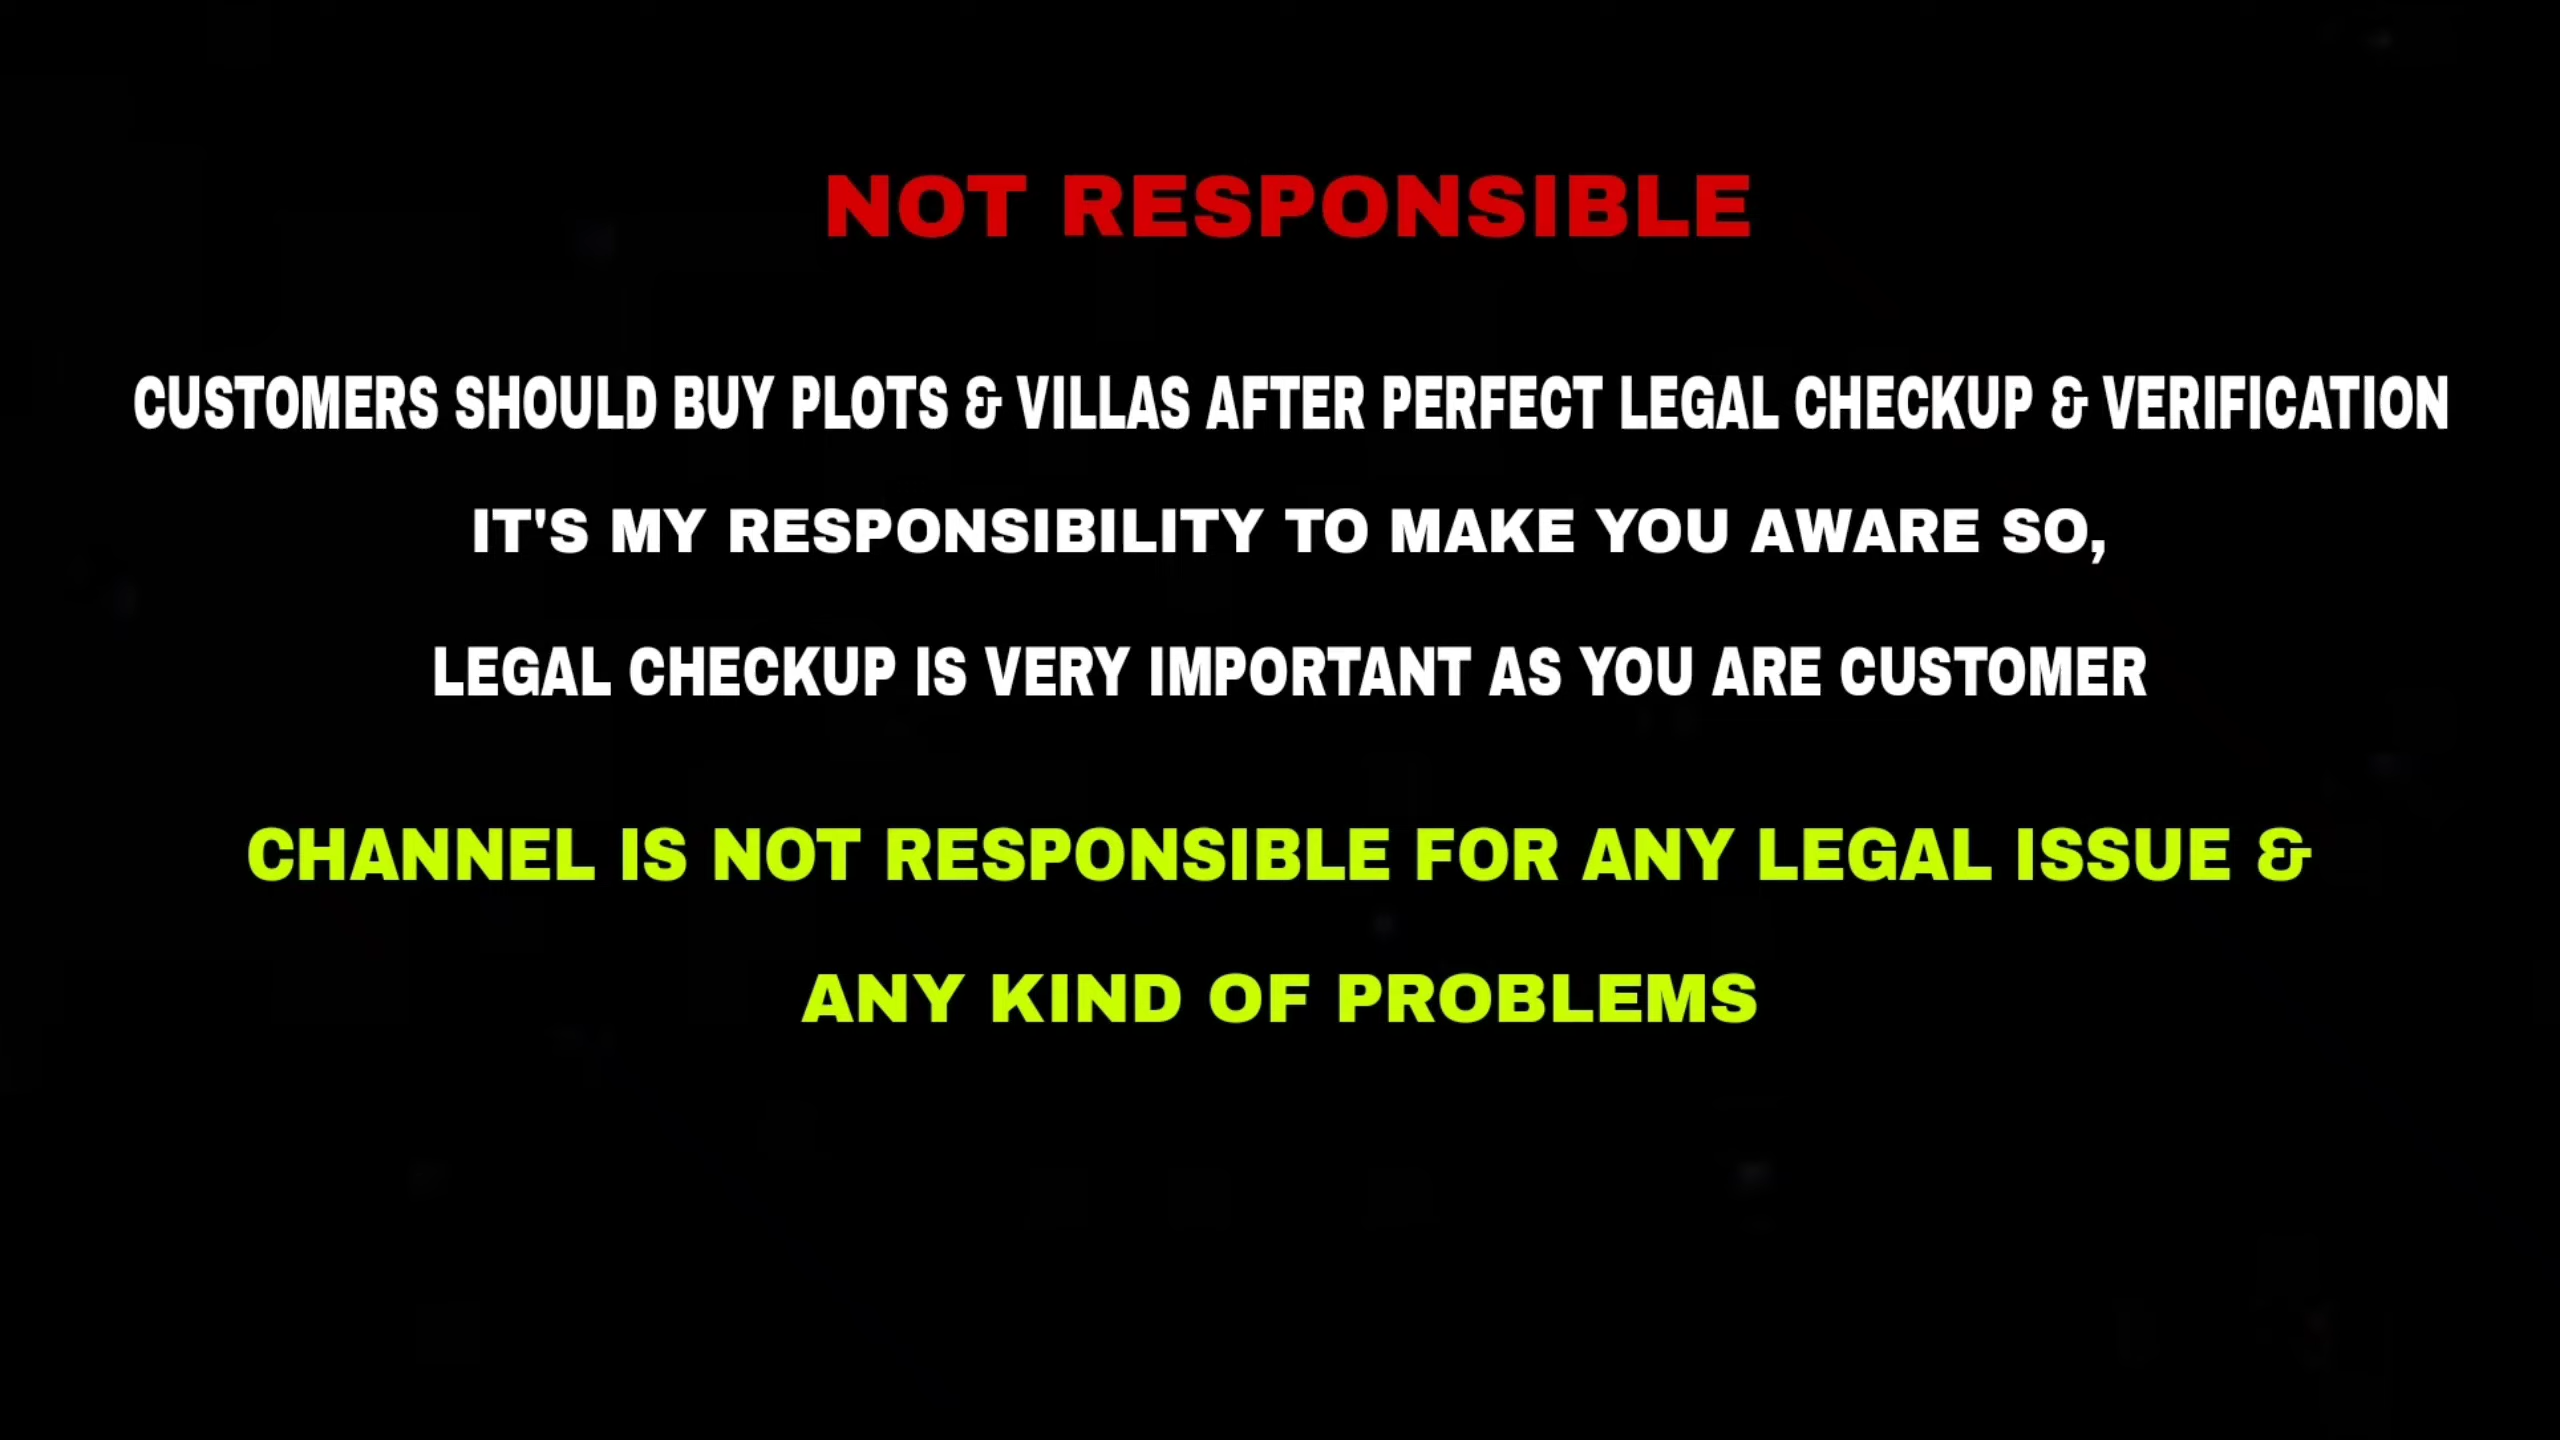 NOT RESPONSIBLE
CUSTOMERS SHOULD BUY PLOTS & VILLAS AFTER PERFECT LEGAL CHECKUP & VERIFICATION
IT'S MY RESPONSIBILITY TO MAKE YOU AWARE SO,
LEGAL CHECKUP IS VERY IMPORTANT AS YOU ARE CUSTOMER
CHANNEL IS NOT RESPONSIBLE FOR ANY LEGAL ISSUE &
ANY KIND OF PROBLEMS